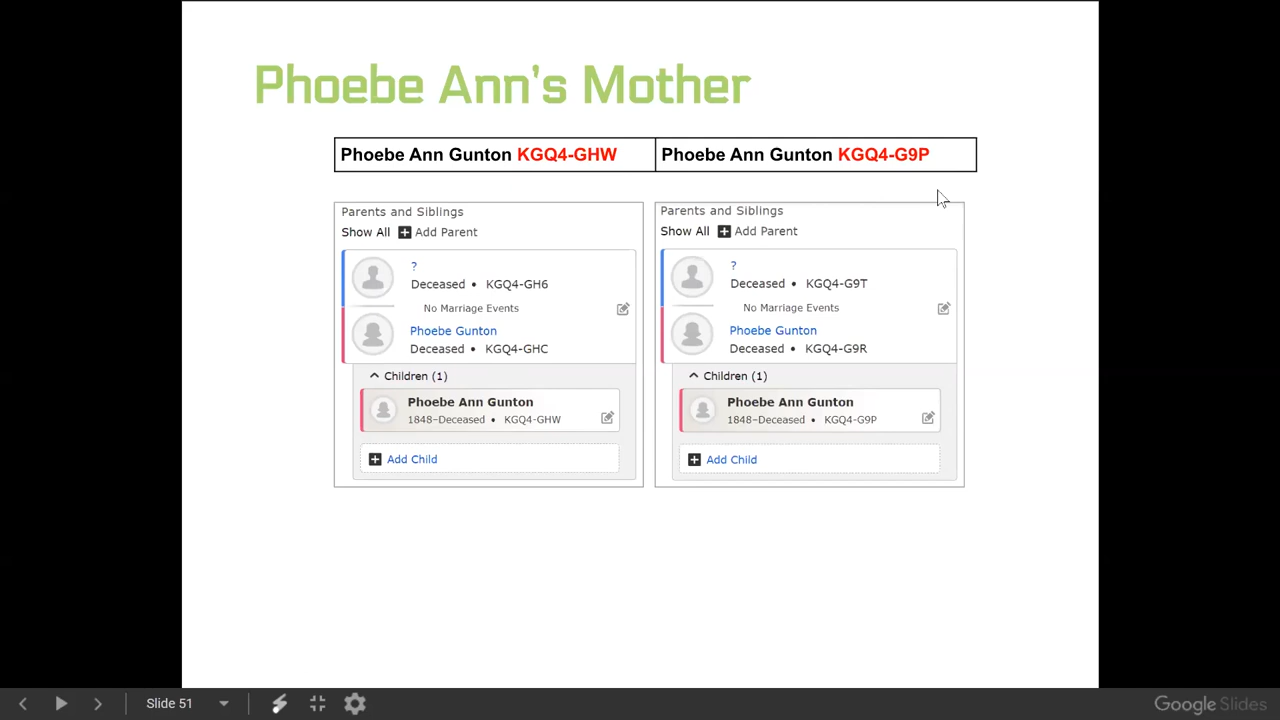 Phoebe Ann's Mother
Phoebe Ann Gunton KGQ4-GHW
Phoebe Ann Gunton KGQ4-G9P
Parents and Siblings
Show All Add Parent
?
Deceased • KGQ4-GH6
No Marriage Events
Phoebe Gunton
Deceased • KGQ4-GHC
Children (1)
Phoebe Ann Gunton
1848–Deceased • KGQ4-GHW
Add Child
Parents and Siblings
Show All Add Parent
?
Deceased • KGQ4-G9T
No Marriage Events
Phoebe Gunton
Deceased • KGQ4-G9R
Children (1)
Phoebe Ann Gunton
1848–Deceased • KGQ4-G9P
Add Child
Slide 51
Google Slides